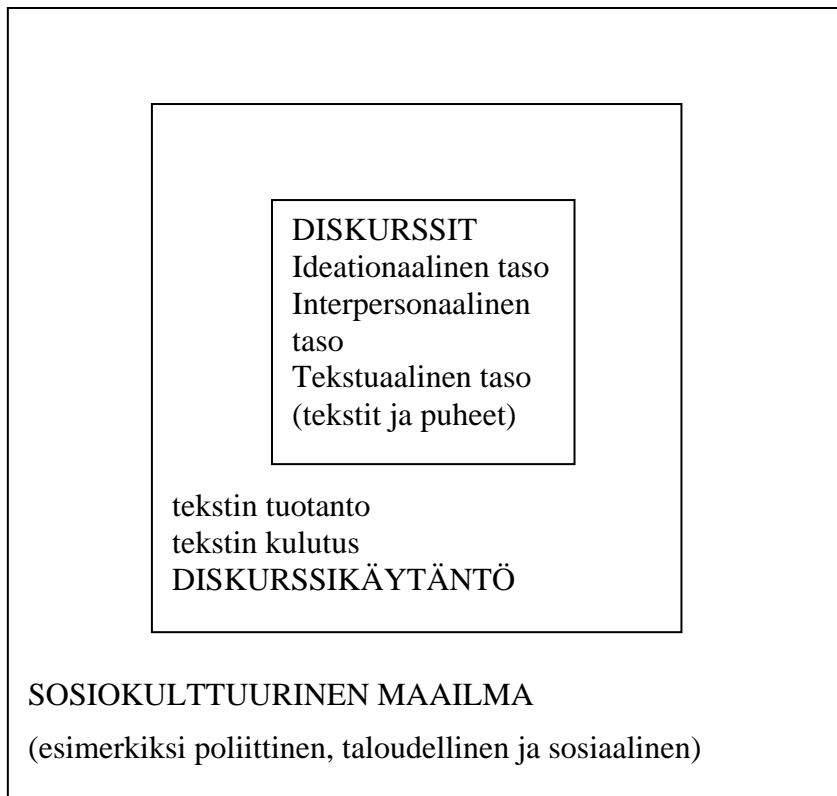 DISKURSSIT
Ideationaalinen taso
Interpersonaalinen
taso
Tekstuaalinen taso
(tekstit ja puheet)
tekstin tuotanto
tekstin kulutus
DISKURSSIKÄYTÄNTÖ
SOSIOKULTTUURINEN MAAILMA
(esimerkiksi poliittinen, taloudellinen ja sosiaalinen)